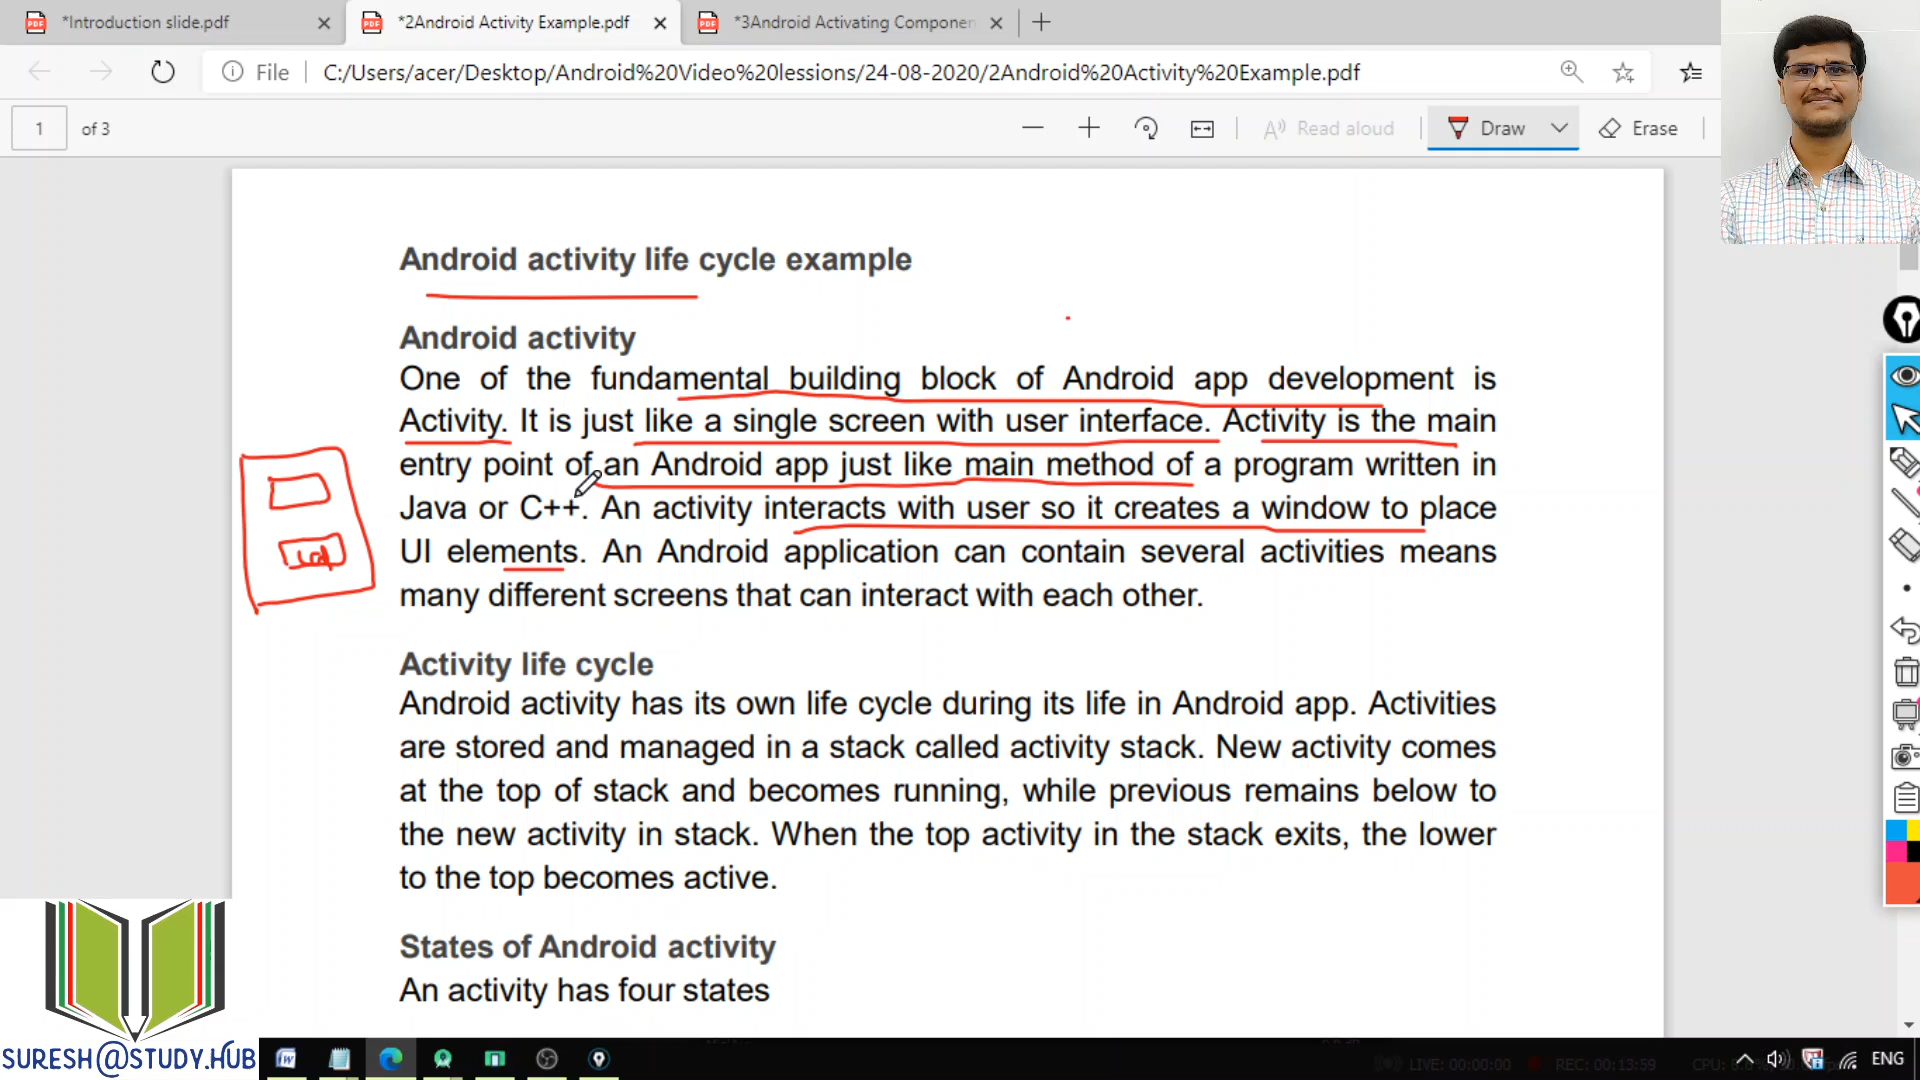 *Introduction slide.pdf
*2Android Activity Example.pdf
*3Android Activating Componen
File
C:/Users/acer/Desktop/Android%20Video%20lessions/24-08-2020/2Android%20Activity%20Example.pdf
1 of 3
Read aloud
Draw
Erase
Android activity life cycle example
Android activity
One of the fundamental building block of Android app development is
Activity. It is just like a single screen with user interface. Activity is the main
entry point of an Android app just like main method of a program written in
Java or C++. An activity interacts with user so it creates a window to place
UI elements. An Android application can contain several activities means
many different screens that can interact with each other.
Activity life cycle
Android activity has its own life cycle during its life in Android app. Activities
are stored and managed in a stack called activity stack. New activity comes
at the top of stack and becomes running, while previous remains below to
the new activity in stack. When the top activity in the stack exits, the lower
to the top becomes active.
States of Android activity
An activity has four states
SURESH@STUDY.HUB
LIVE: 00:00:00
REC: 00:13:59
ENG